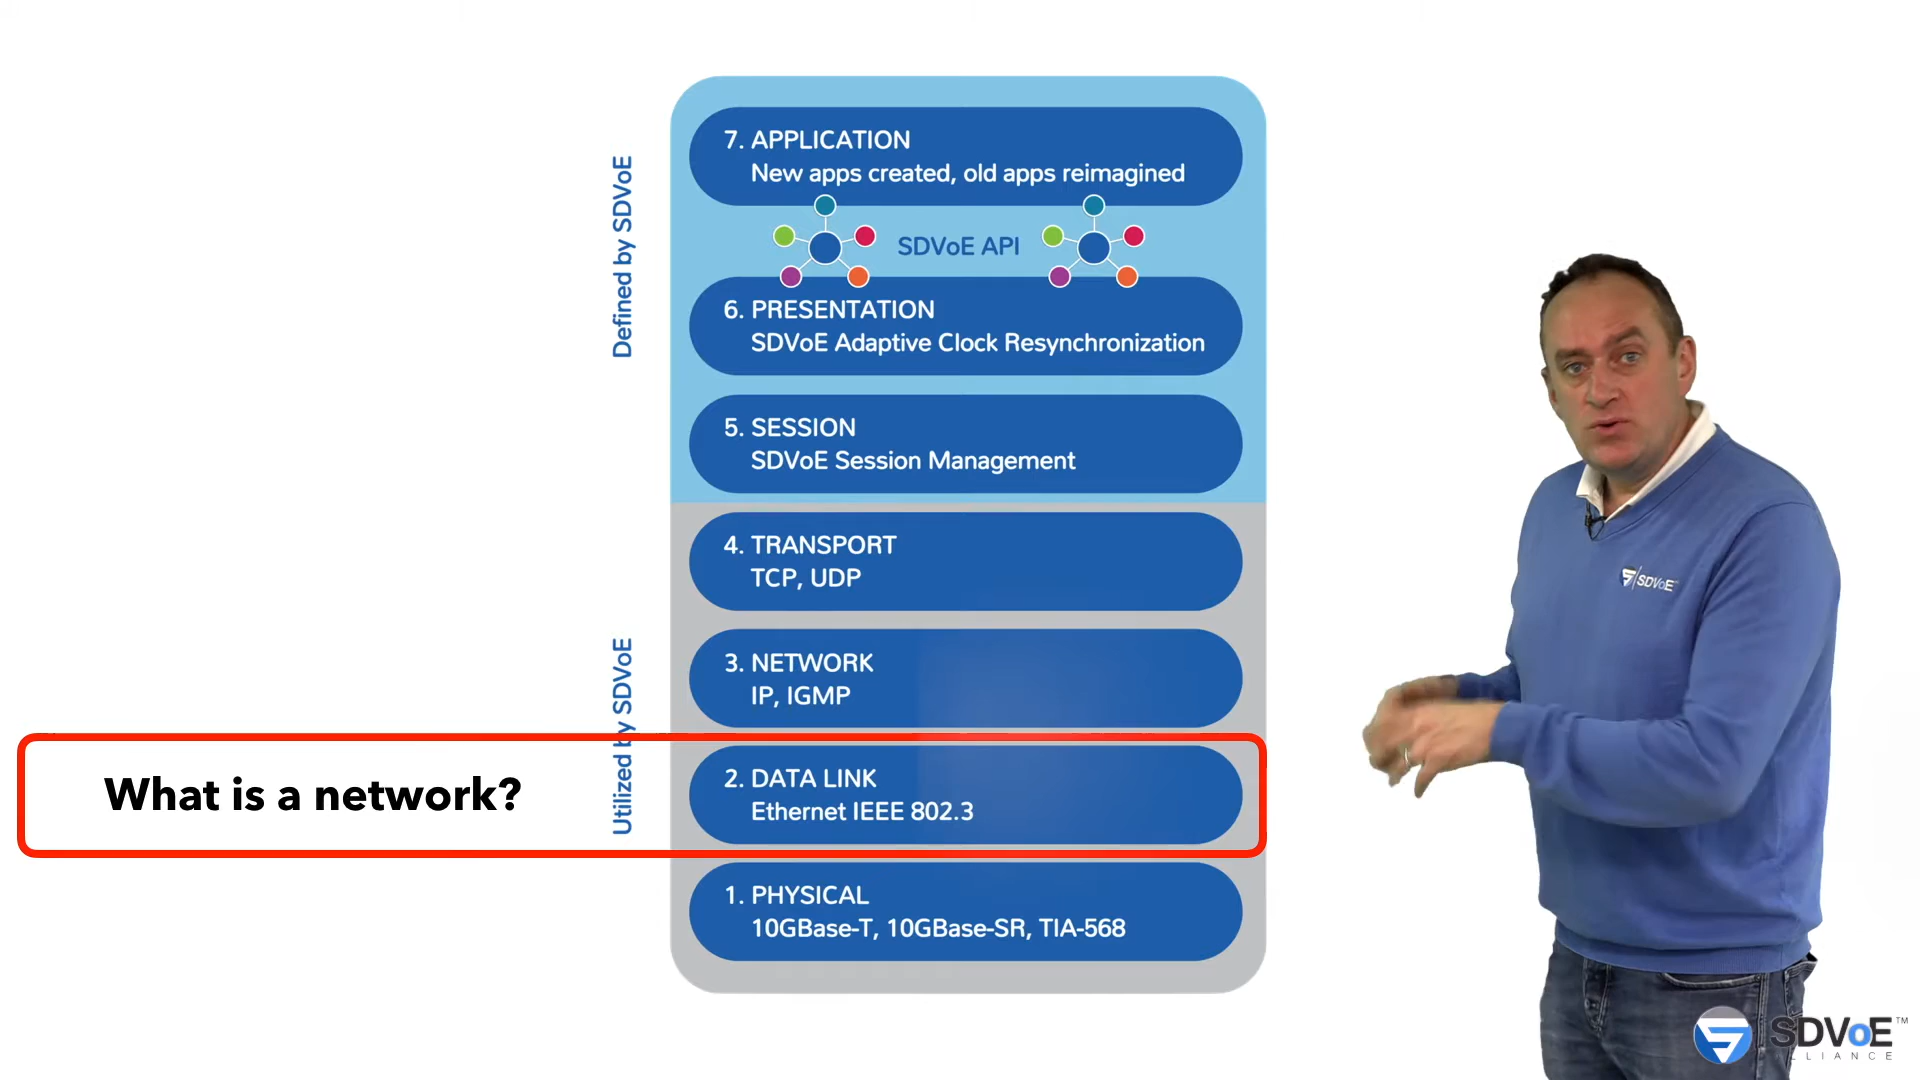 Defined by SDVoE
7. APPLICATION
New apps created, old apps reimagined
SDVoE API
6. PRESENTATION
SDVoE Adaptive Clock Resynchronization
5. SESSION
SDVoE Session Management
4. TRANSPORT
TCP, UDP
Utilized by SDVoE
3. NETWORK
IP, IGMP
What is a network?
2. DATA LINK
Ethernet IEEE 802.3
1. PHYSICAL
10GBase-T, 10GBase-SR, TIA-568
SDVoE
SDVoE™
ALLIANCE